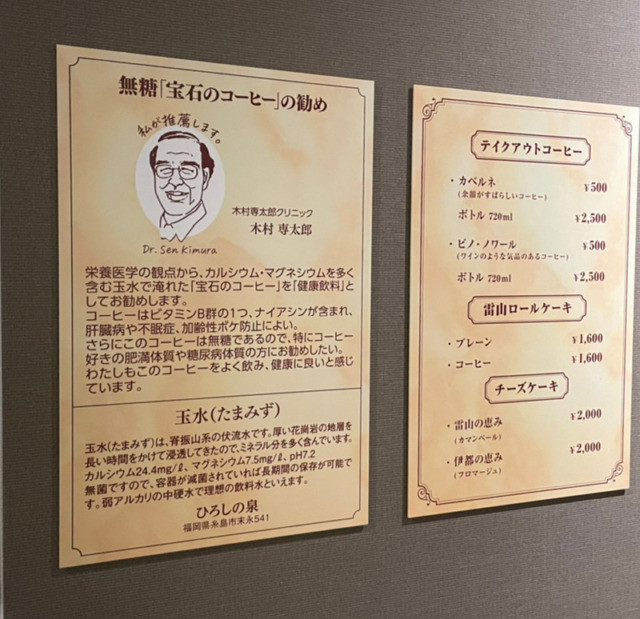 無糖「宝石のコーヒー」の勧め
私が推薦します。
木村専太郎クリニック
木村 専太郎
Dr. Sen Kimura
栄養医学の観点から、カルシウム・マグネシウムを多く
含む玉水で淹れた「宝石のコーヒー」を「健康飲料」と
してお勧めします。
コーヒーはビタミンB群の1つ、ナイアシンが含まれ、
肝臓病や不眠症、加齢性ボケ防止によい。
さらにこのコーヒーは無糖であるので、特にコーヒー
好きの肥満体質や糖尿病体質の方にお勧めしたい。
わたしもこのコーヒーをよく飲み、健康に良いと感じ
ています。
玉水(たまみず)
玉水(たまみず)は、脊振山系の伏流水です。厚い花崗岩の地層を
長い時間をかけて浸透してきたので、ミネラル分を多く含んでいます。
カルシウム24.4mg/ℓ、マグネシウム7.5mg/ℓ、pH7.2
無菌ですので、容器が滅菌されていれば長期間の保存が可能で
す。弱アルカリの中硬水で理想的飲料水といえます。
ひろしの泉
福岡県糸島市末永541
テイクアウトコーヒー
・カベルネ ¥500
(余韻がすばらしいコーヒー)
ボトル 720ml ¥2,500
・ピノ・ノワール ¥500
(ワインのような気品のあるコーヒー)
ボトル 720ml ¥2,500
雷山ロールケーキ
・プレーン ¥1,600
・コーヒー ¥1,600
チーズケーキ
・雷山の恵み ¥2,000
(カマンベール)
・伊都の恵み ¥2,000
(フロマージュ)